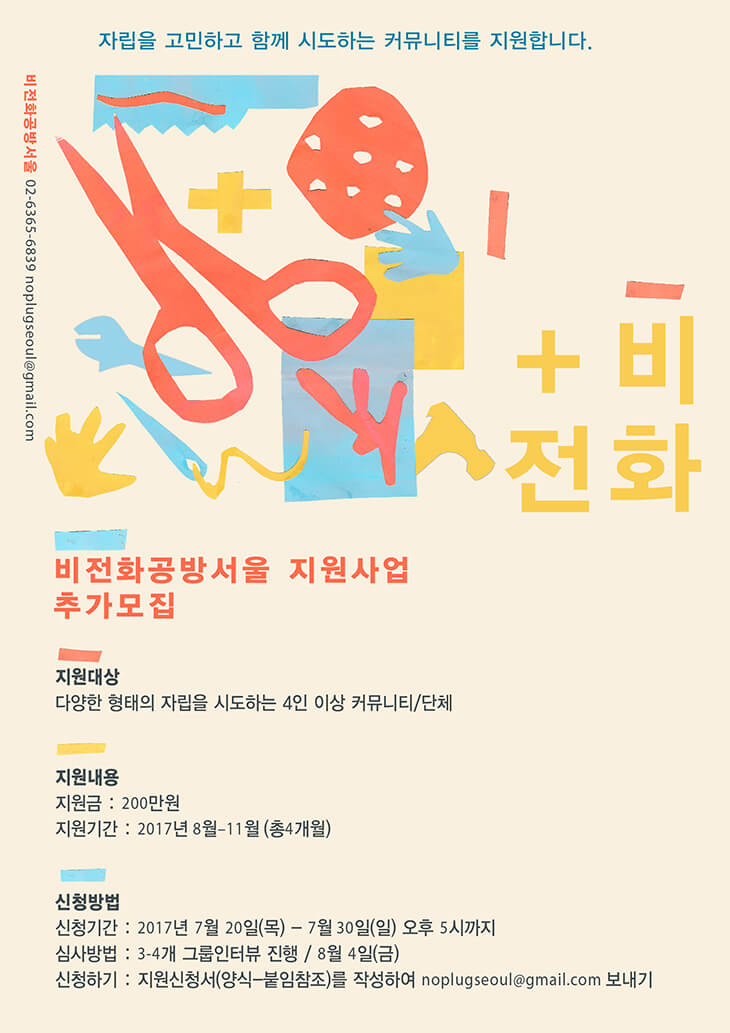 자립을 고민하고 함께 시도하는 커뮤니티를 지원합니다.
비전화공방서울 02-6365-6839 noplugseoul@gmail.com
+ 비
전화
비전화공방서울 지원사업
추가모집
지원대상
다양한 형태의 자립을 시도하는 4인 이상 커뮤니티/단체
지원내용
지원금 : 200만원
지원기간 : 2017년 8월-11월 (총4개월)
신청방법
신청기간 : 2017년 7월 20일(목) - 7월 30일(일) 오후 5시까지
심사방법 : 3-4개 그룹인터뷰 진행 / 8월 4일(금)
신청하기 : 지원신청서(양식-붙임참조)를 작성하여 noplugseoul@gmail.com 보내기